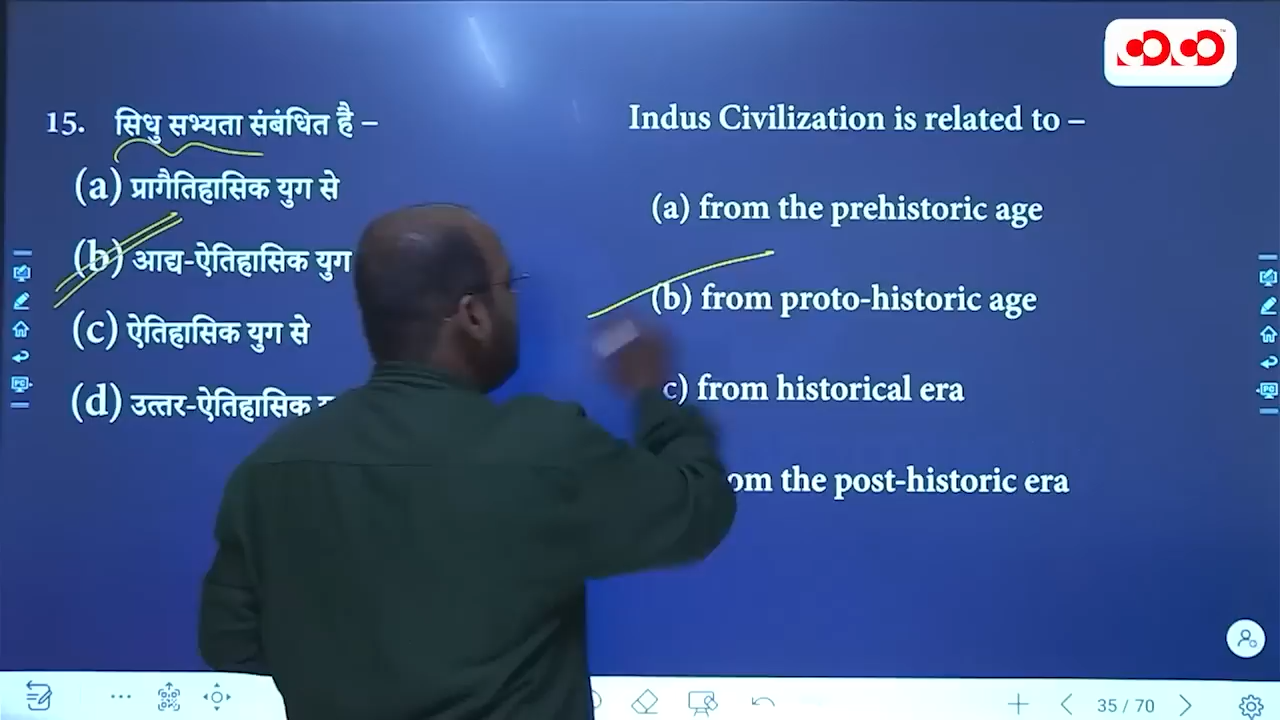 15. सिंधु सभ्यता संबंधित है –
(a) प्रागैतिहासिक युग से
(b) आद्य-ऐतिहासिक युग
(c) ऐतिहासिक युग से
(d) उत्तर-ऐतिहासिक
Indus Civilization is related to –
(a) from the prehistoric age
(b) from proto-historic age
c) from historical era
om the post-historic era
35 / 70